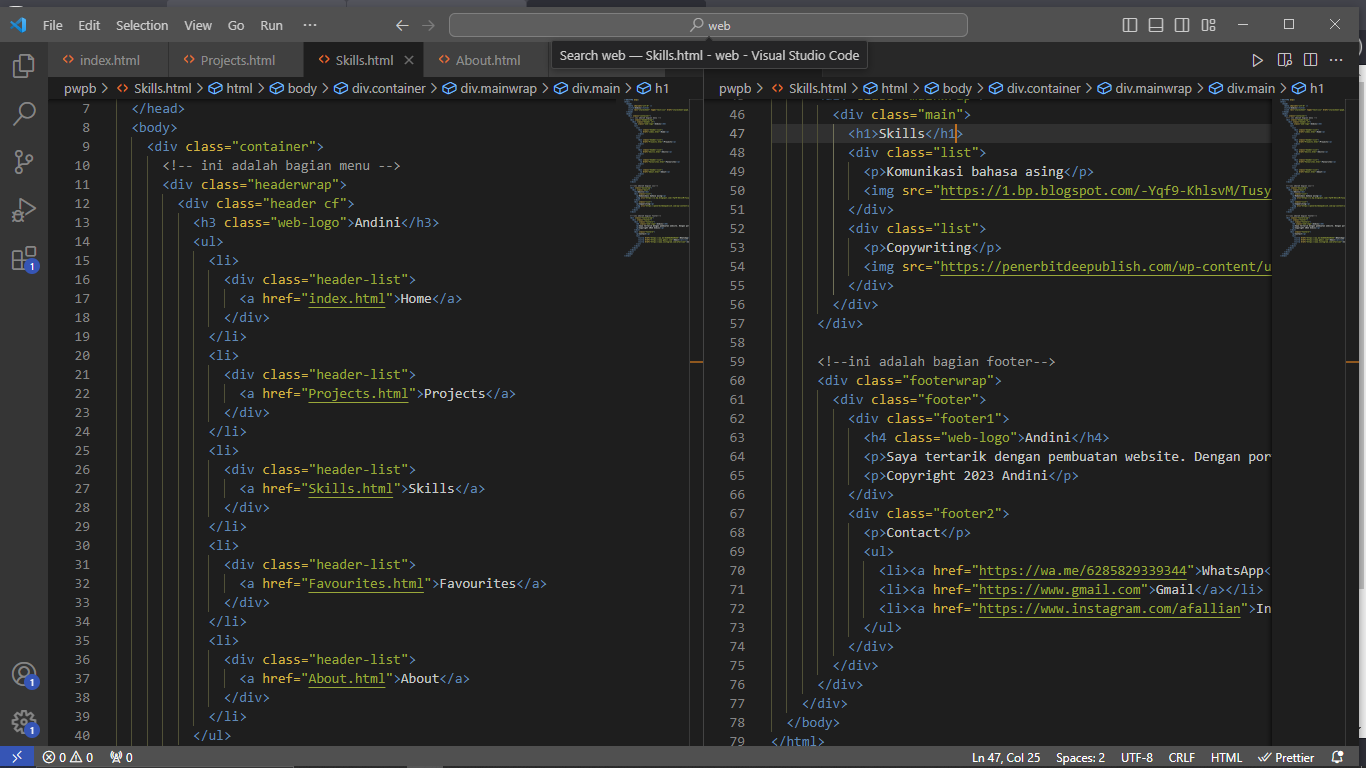 File Edit Selection View Go Run ··· web
Search web — Skills.html - web - Visual Studio Code
index.html Projects.html Skills.html About.html
pwpb > Skills.html > html > body > div.container > div.mainwrap > div.main > h1
7 </head>
8 <body>
9 <div class="container">
10 <!-- ini adalah bagian menu -->
11 <div class="headerwrap">
12 <div class="header cf">
13 <h3 class="web-logo">Andini</h3>
14 <ul>
15 <li>
16 <div class="header-list">
17 <a href="index.html">Home</a>
18 </div>
19 </li>
20 <li>
21 <div class="header-list">
22 <a href="Projects.html">Projects</a>
23 </div>
24 </li>
25 <li>
26 <div class="header-list">
27 <a href="Skills.html">Skills</a>
28 </div>
29 </li>
30 <li>
31 <div class="header-list">
32 <a href="Favourites.html">Favourites</a>
33 </div>
34 </li>
35 <li>
36 <div class="header-list">
37 <a href="About.html">About</a>
38 </div>
39 </li>
40 </ul>
pwpb > Skills.html > html > body > div.container > div.mainwrap > div.main > h1
46 <div class="main">
47 <h1>Skills</h1>
48 <div class="list">
49 <p>Komunikasi bahasa asing</p>
50 <img src="https://1.bp.blogspot.com/-Yqf9-KhlsvM/Tusy
51 </div>
52 <div class="list">
53 <p>Copywriting</p>
54 <img src="https://penerbitdeepublish.com/wp-content/u
55 </div>
56 </div>
57 </div>
58
59 <!--ini adalah bagian footer-->
60 <div class="footerwrap">
61 <div class="footer">
62 <div class="footer1">
63 <h4 class="web-logo">Andini</h4>
64 <p>Saya tertarik dengan pembuatan website. Dengan por
65 <p>Copyright 2023 Andini</p>
66 </div>
67 <div class="footer2">
68 <p>Contact</p>
69 <ul>
70 <li><a href="https://wa.me/6285829339344">WhatsApp<
71 <li><a href="https://www.gmail.com">Gmail</a></li>
72 <li><a href="https://www.instagram.com/afallian">In
73 </ul>
74 </div>
75 </div>
76 </div>
77 </div>
78 </body>
79 </html>
1
1
1
0 0 0 Ln 47, Col 25 Spaces: 2 UTF-8 CRLF HTML Prettier